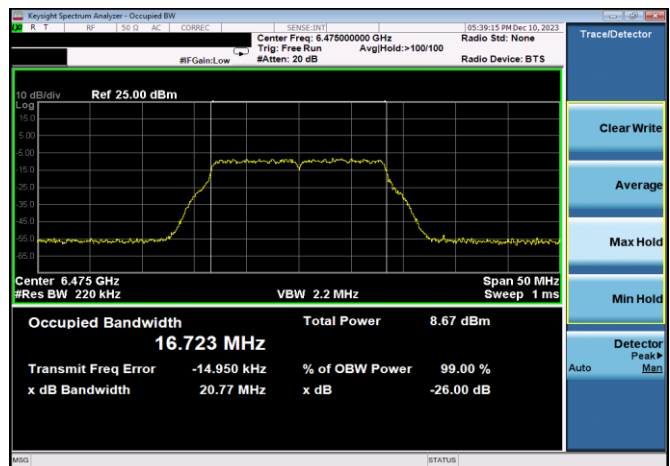 Keysight Spectrum Analyzer - Occupied BW
R T RF 50 Ω AC CORREC SENSE:INT 05:39:15 PM Dec 10, 2023
Center Freq: 6.475000000 GHz Radio Std: None
Trig: Free Run Avg|Hold:>100/100
#IFGain:Low #Atten: 20 dB Radio Device: BTS
Trace/Detector
10 dB/div Ref 25.00 dBm
Log
15.0
5.00
-5.00
-15.0
-25.0
-35.0
-45.0
-55.0
-65.0
Center 6.475 GHz Span 50 MHz
#Res BW 220 kHz VBW 2.2 MHz Sweep 1 ms
Occupied Bandwidth Total Power 8.67 dBm
16.723 MHz
Transmit Freq Error -14.950 kHz % of OBW Power 99.00 %
x dB Bandwidth 20.77 MHz x dB -26.00 dB
Clear Write
Average
Max Hold
Min Hold
Detector
Peak▶
Auto Man
MSG STATUS